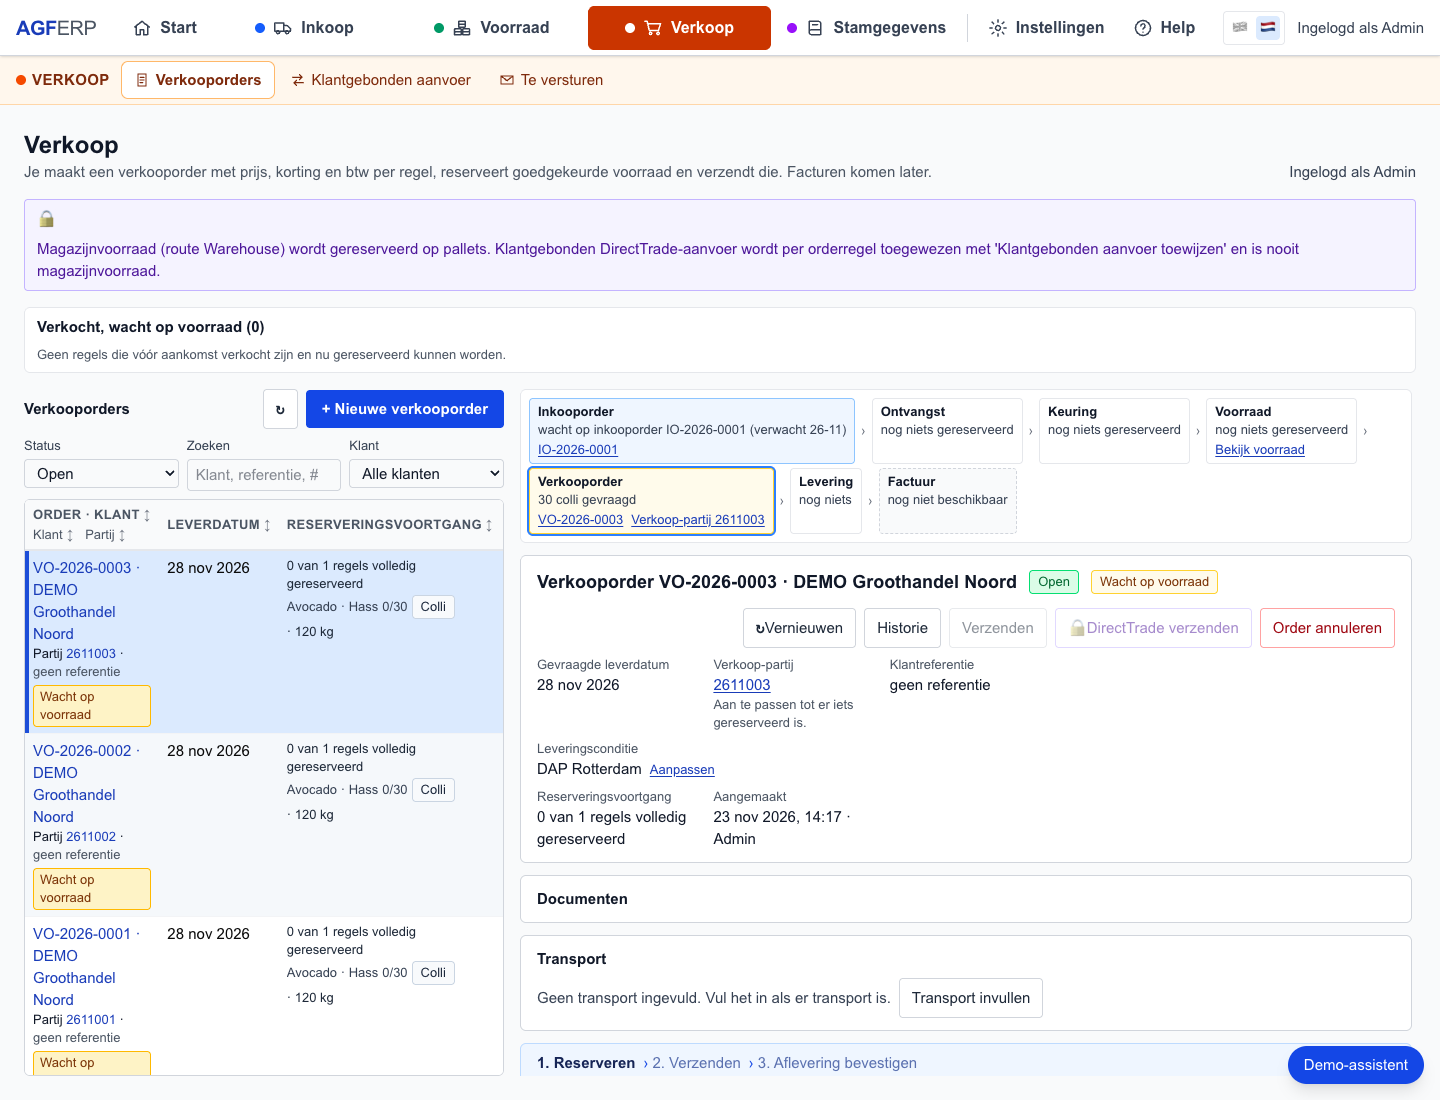 AGFERP
Start
Inkoop
Voorraad
Verkoop
Stamgegevens
Instellingen
Help
Ingelogd als Admin
VERKOOP
Verkooporders
Klantgebonden aanvoer
Te versturen
Verkoop
Je maakt een verkooporder met prijs, korting en btw per regel, reserveert goedgekeurde voorraad en verzendt die. Facturen komen later.
Ingelogd als Admin
Magazijnvoorraad (route Warehouse) wordt gereserveerd op pallets. Klantgebonden DirectTrade-aanvoer wordt per orderregel toegewezen met 'Klantgebonden aanvoer toewijzen' en is nooit
magazijnvoorraad.
Verkocht, wacht op voorraad (0)
Geen regels die vóór aankomst verkocht zijn en nu gereserveerd kunnen worden.
Verkooporders
↻
+ Nieuwe verkooporder
Status
Zoeken
Klant
Open
Klant, referentie, #
Alle klanten
ORDER · KLANT ↕
Klant ↕ Partij ↕
LEVERDATUM ↕
RESERVERINGSVOORTGANG ↕
VO-2026-0003 ·
DEMO
Groothandel
Noord
Partij 2611003 ·
geen referentie
Wacht op
voorraad
28 nov 2026
0 van 1 regels volledig
gereserveerd
Avocado · Hass 0/30 Colli
· 120 kg
VO-2026-0002 ·
DEMO
Groothandel
Noord
Partij 2611002 ·
geen referentie
Wacht op
voorraad
28 nov 2026
0 van 1 regels volledig
gereserveerd
Avocado · Hass 0/30 Colli
· 120 kg
VO-2026-0001 ·
DEMO
Groothandel
Noord
Partij 2611001 ·
geen referentie
Wacht op
28 nov 2026
0 van 1 regels volledig
gereserveerd
Avocado · Hass 0/30 Colli
· 120 kg
Inkooporder
wacht op inkooporder IO-2026-0001 (verwacht 26-11)
IO-2026-0001
›
Ontvangst
nog niets gereserveerd
›
Keuring
nog niets gereserveerd
›
Voorraad
nog niets gereserveerd
Bekijk voorraad
›
Verkooporder
30 colli gevraagd
VO-2026-0003 Verkoop-partij 2611003
›
Levering
nog niets
›
Factuur
nog niet beschikbaar
Verkooporder VO-2026-0003 · DEMO Groothandel Noord
Open
Wacht op voorraad
↻Vernieuwen
Historie
Verzenden
DirectTrade verzenden
Order annuleren
Gevraagde leverdatum
28 nov 2026
Verkoop-partij
2611003
Aan te passen tot er iets
gereserveerd is.
Klantreferentie
geen referentie
Leveringsconditie
DAP Rotterdam Aanpassen
Reserveringsvoortgang
0 van 1 regels volledig
gereserveerd
Aangemaakt
23 nov 2026, 14:17 ·
Admin
Documenten
Transport
Geen transport ingevuld. Vul het in als er transport is.
Transport invullen
1. Reserveren › 2. Verzenden › 3. Aflevering bevestigen
Demo-assistent